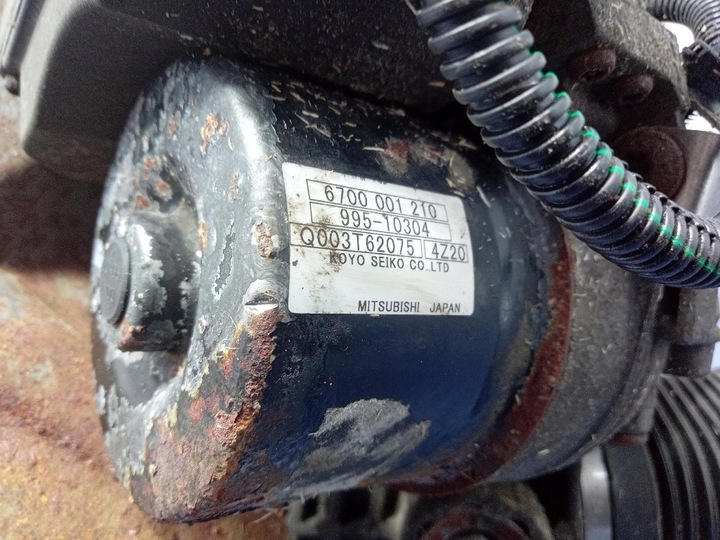 6700 001 210
995-10304
Q003T62075 4Z20
KOYO SEIKO CO.LTD
MITSUBISHI JAPAN